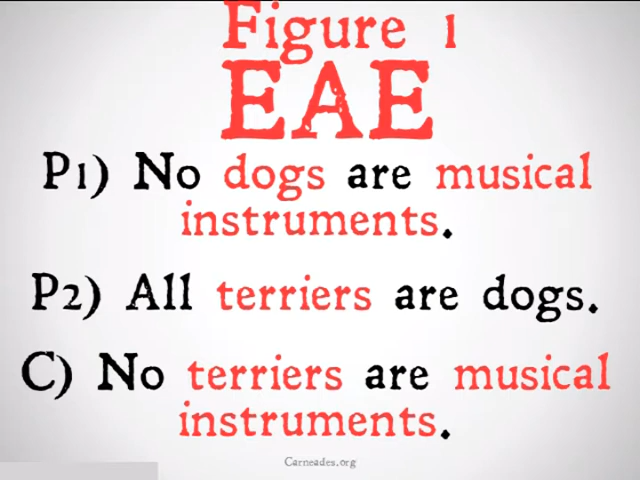 Figure 1
EAE
P1) No dogs are musical
instruments.
P2) All terriers are dogs.
C) No terriers are musical
instruments.
Carneades.org